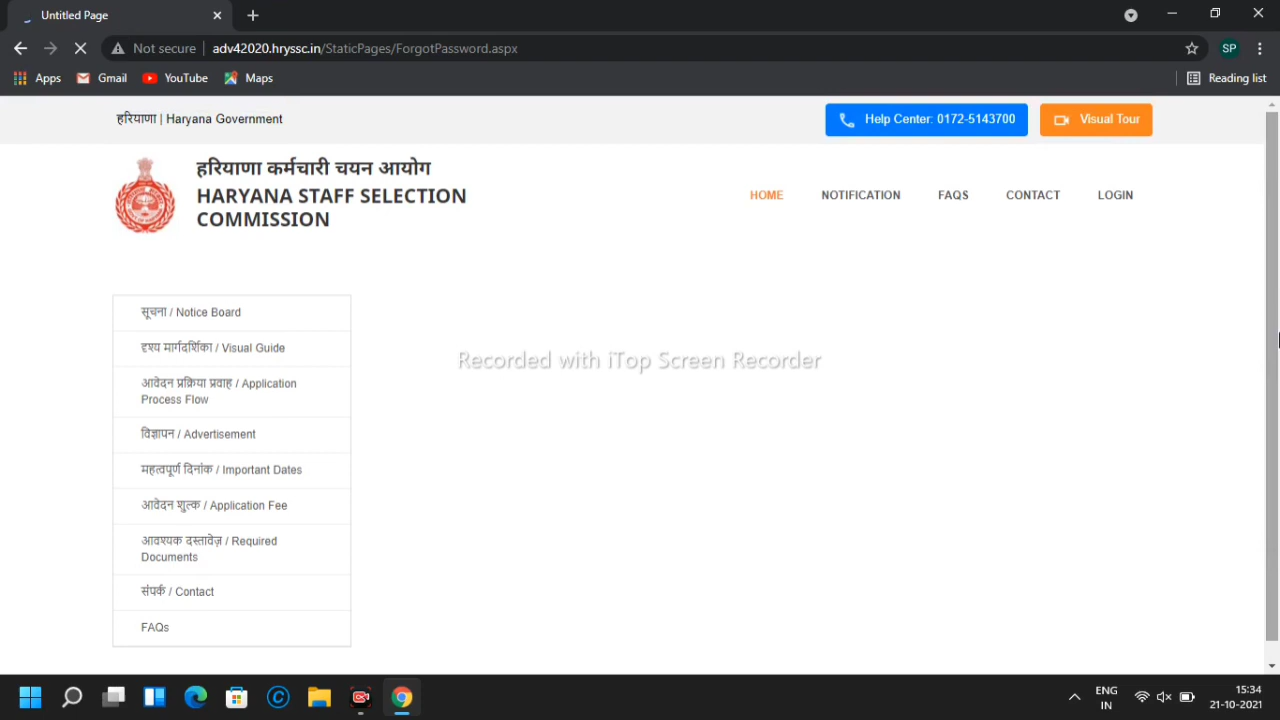 Untitled Page
Not secure
adv42020.hryssc.in/StaticPages/ForgotPassword.aspx
SP
Apps
Gmail
YouTube
Maps
Reading list
हरियाणा | Haryana Government
Help Center: 0172-5143700
Visual Tour
हरियाणा कर्मचारी चयन आयोग
HARYANA STAFF SELECTION
COMMISSION
HOME
NOTIFICATION
FAQS
CONTACT
LOGIN
सूचना / Notice Board
दृश्य मार्गदर्शिका / Visual Guide
आवेदन प्रक्रिया प्रवाह / Application
Process Flow
विज्ञापन / Advertisement
महत्वपूर्ण दिनांक / Important Dates
आवेदन शुल्क / Application Fee
आवश्यक दस्तावेज़ / Required
Documents
संपर्क / Contact
FAQs
Recorded with iTop Screen Recorder
ENG
IN
15:34
21-10-2021